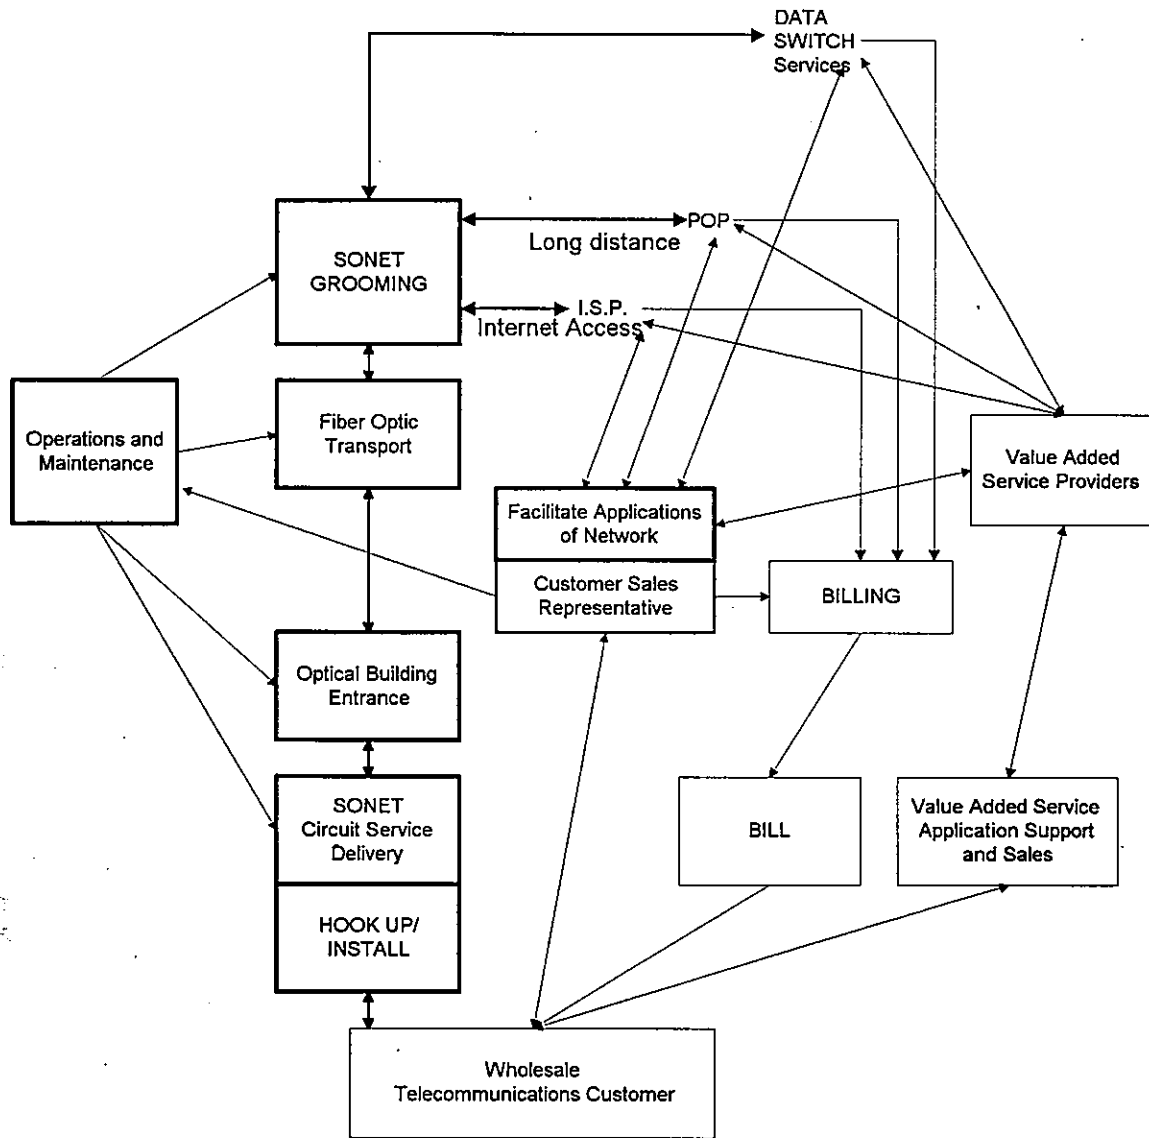 DATA
SWITCH
Services
POP
Long distance
SONET
GROOMING
I.S.P.
Internet Access
Operations and
Maintenance
Fiber Optic
Transport
Value Added
Service Providers
Facilitate Applications
of Network
Customer Sales
Representative
BILLING
Optical Building
Entrance
SONET
Circuit Service
Delivery
BILL
Value Added Service
Application Support
and Sales
HOOK UP/
INSTALL
Wholesale
Telecommunications Customer